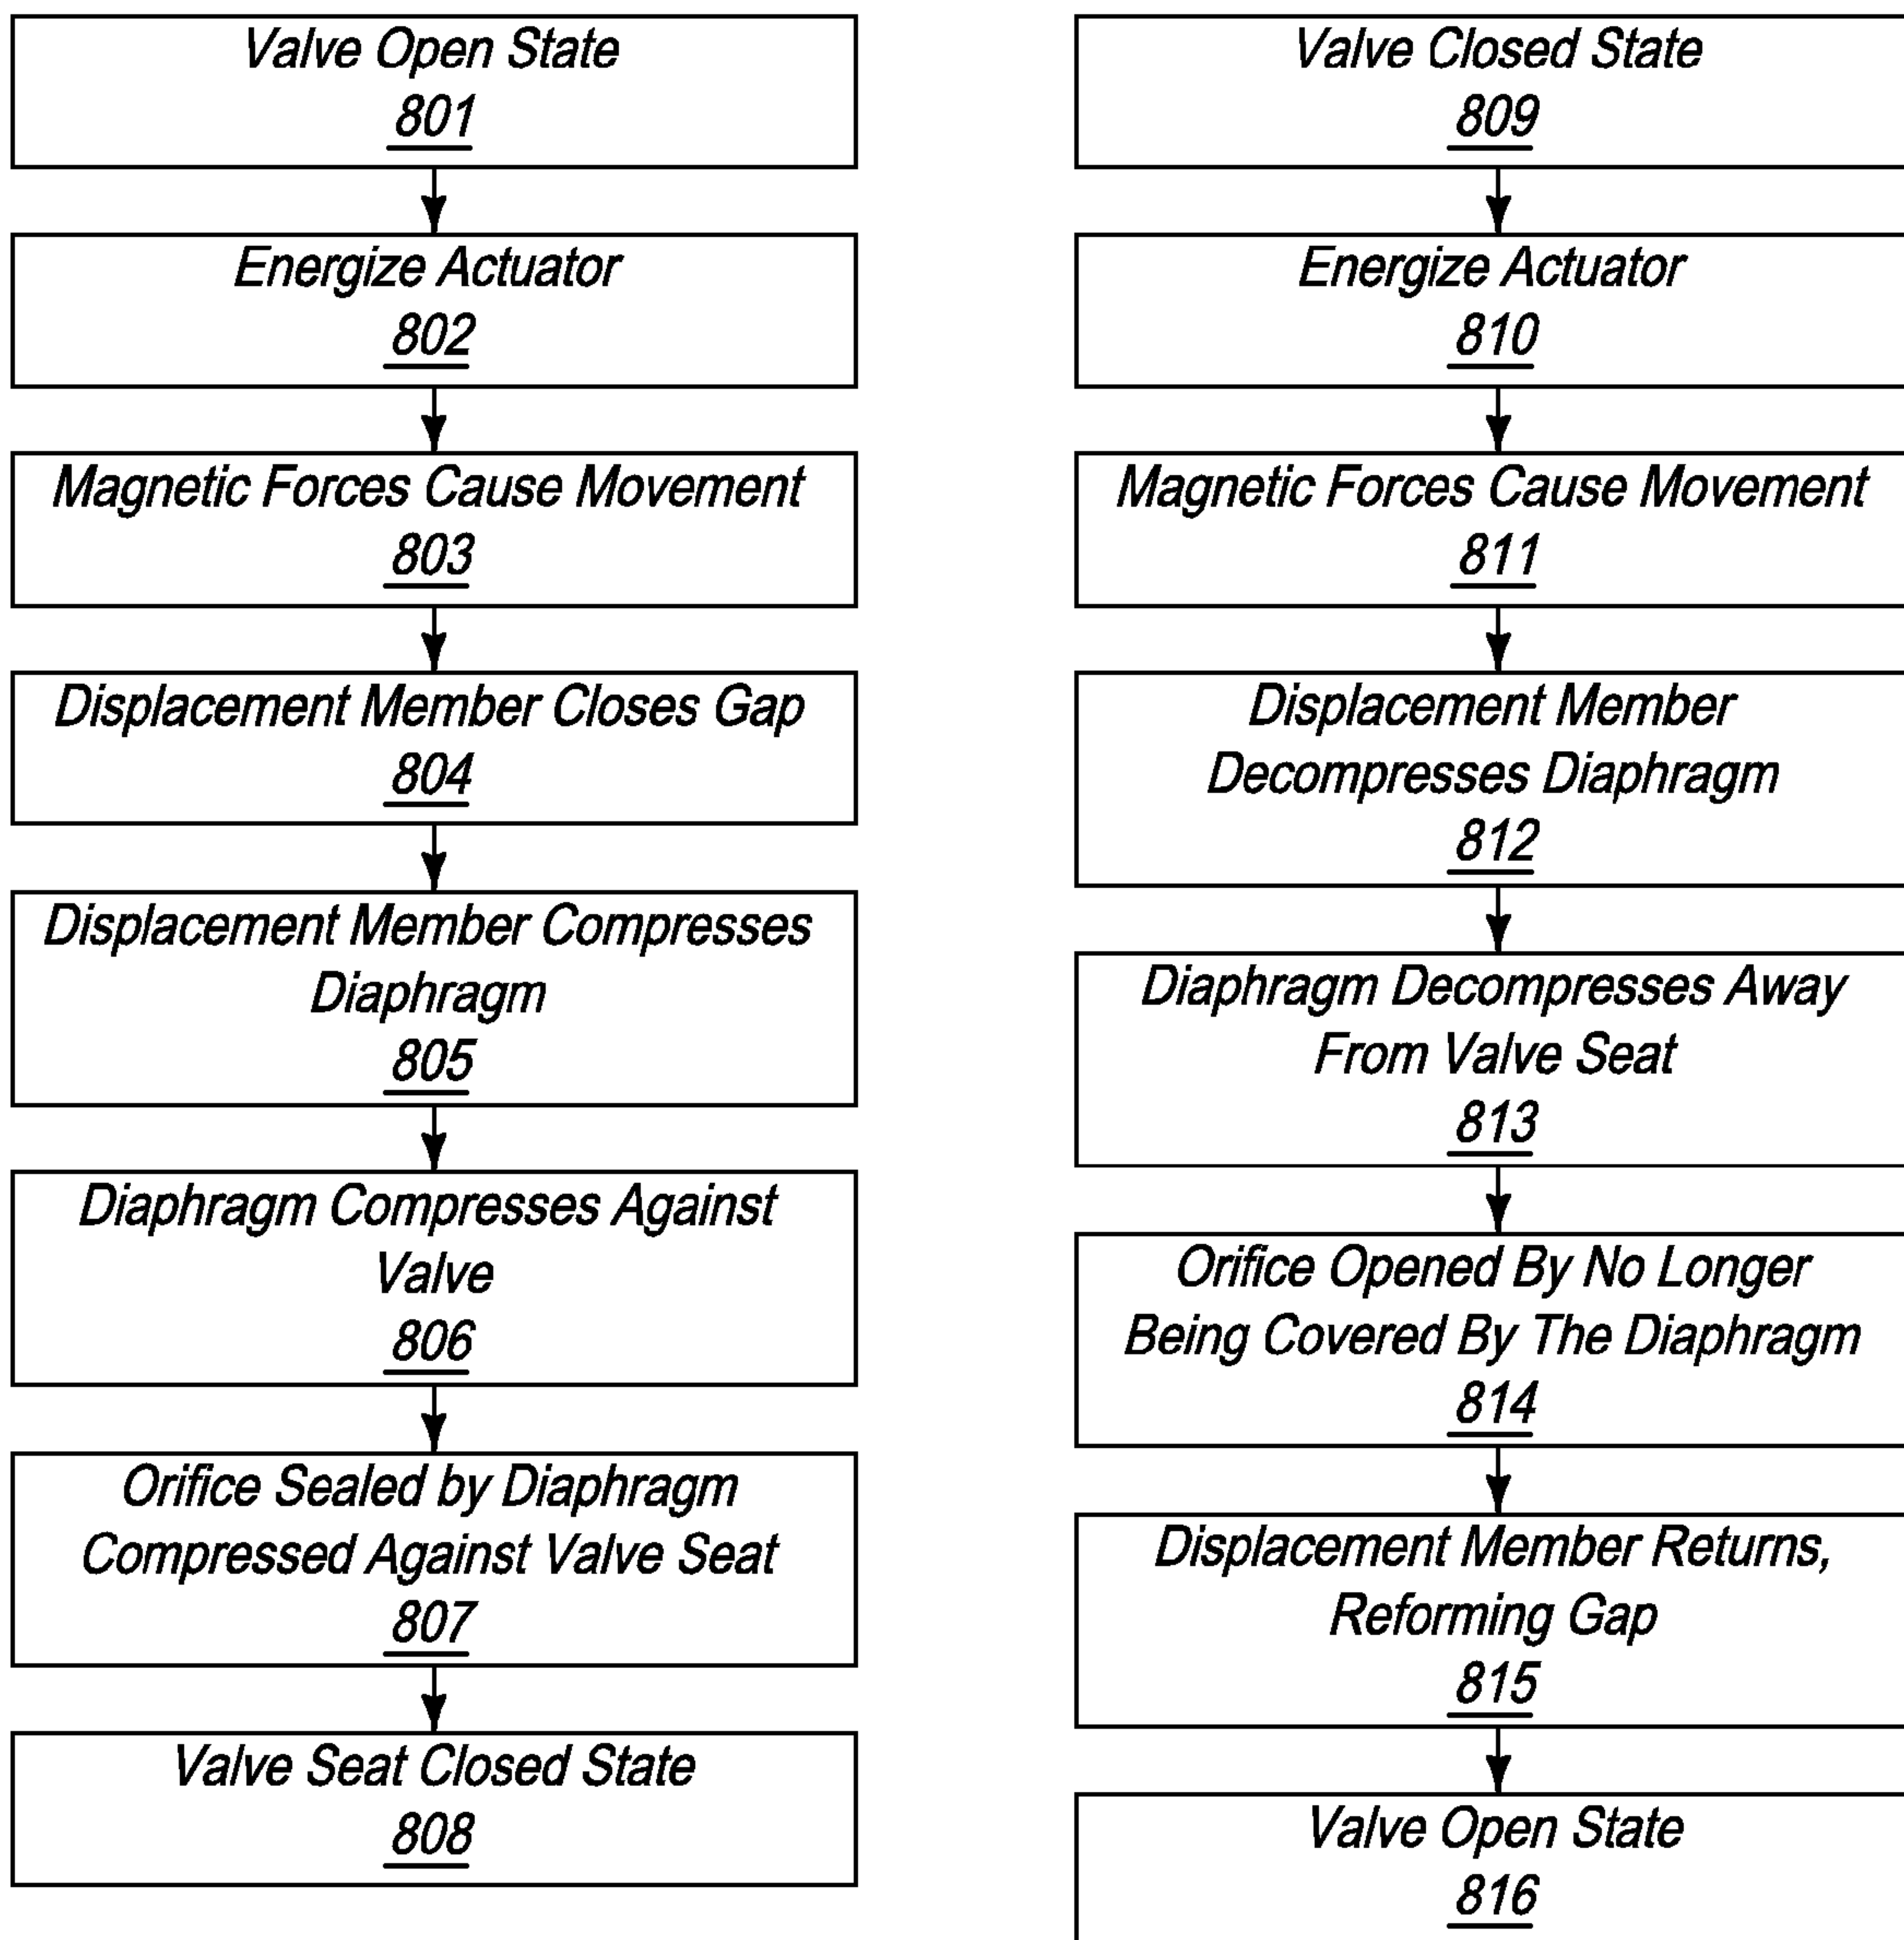 Valve Open State
801
Energize Actuator
802
Magnetic Forces Cause Movement
803
Displacement Member Closes Gap
804
Displacement Member Compresses
Diaphragm
805
Diaphragm Compresses Against
Valve
806
Orifice Sealed by Diaphragm
Compressed Against Valve Seat
807
Valve Seat Closed State
808
Valve Closed State
809
Energize Actuator
810
Magnetic Forces Cause Movement
811
Displacement Member
Decompresses Diaphragm
812
Diaphragm Decompresses Away
From Valve Seat
813
Orifice Opened By No Longer
Being Covered By The Diaphragm
814
Displacement Member Returns,
Reforming Gap
815
Valve Open State
816